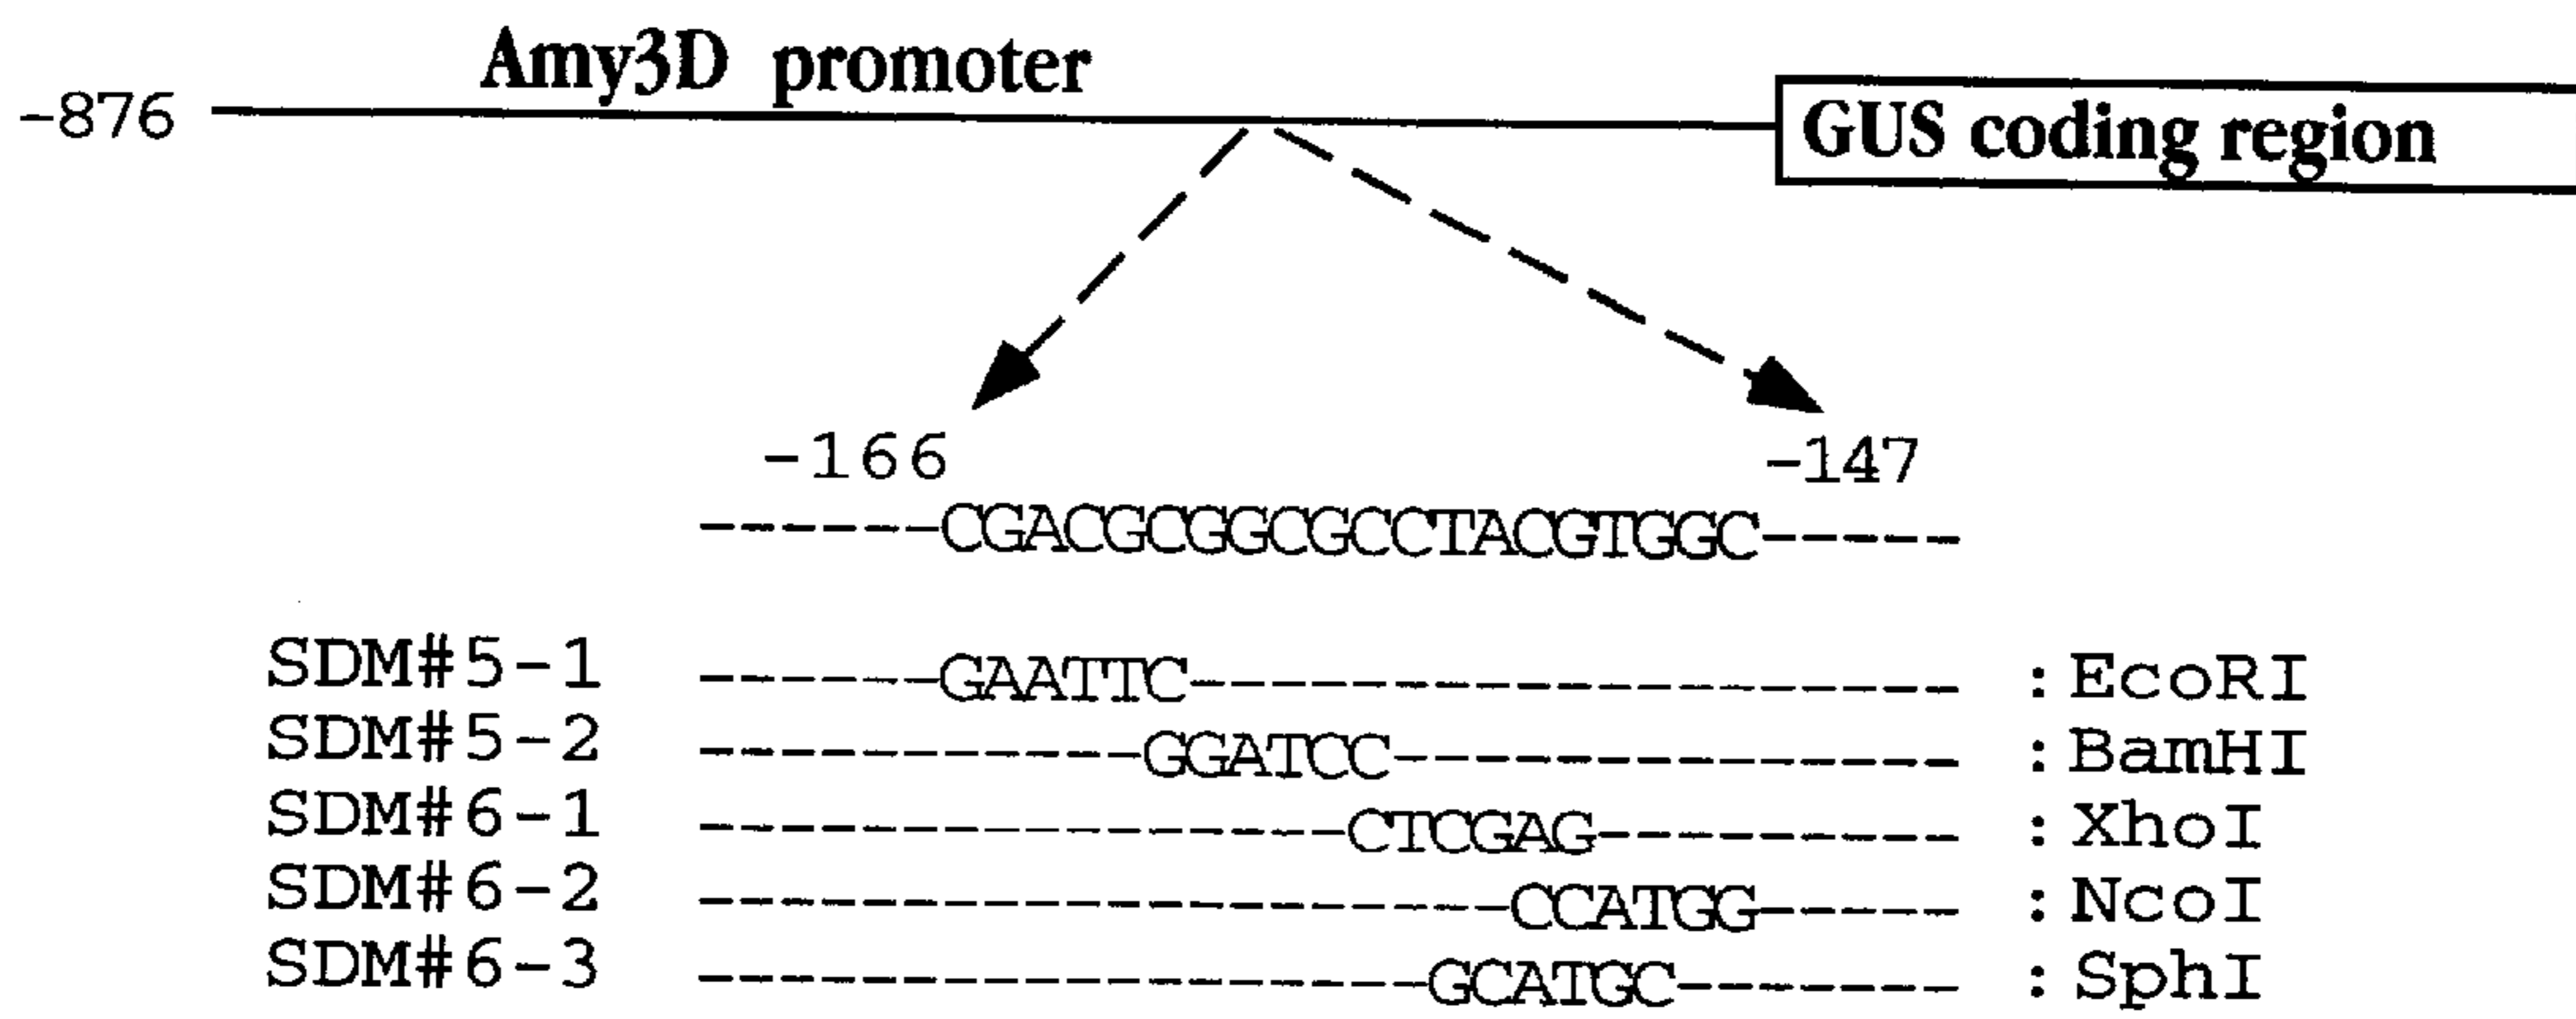 Amy3D promoter
-876
GUS coding region
-166 -147
------CGACGCGGCGCCTACGTGGC-----
SDM#5-1 ------GAATTC------------------- :EcoRI
SDM#5-2 -----------GGATCC-------------- :BamHI
SDM#6-1 ----------------CTCGAG--------- :XhoI
SDM#6-2 --------------------CCATGG----- :NcoI
SDM#6-3 ------------------GCATGC------- :SphI